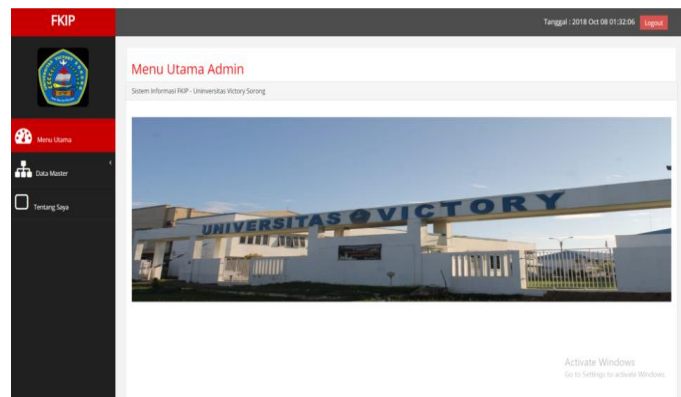 FKIP
Tanggal : 2018 Oct 08 01:32:06 Logout
Menu Utama Admin
Sistem Informasi FKIP - Uninversitas Victory Sorong
Menu Utama
Data Master
Tentang Saya
UNIVERSITAS VICTORY
Activate Windows
Go to Settings to activate Windows.